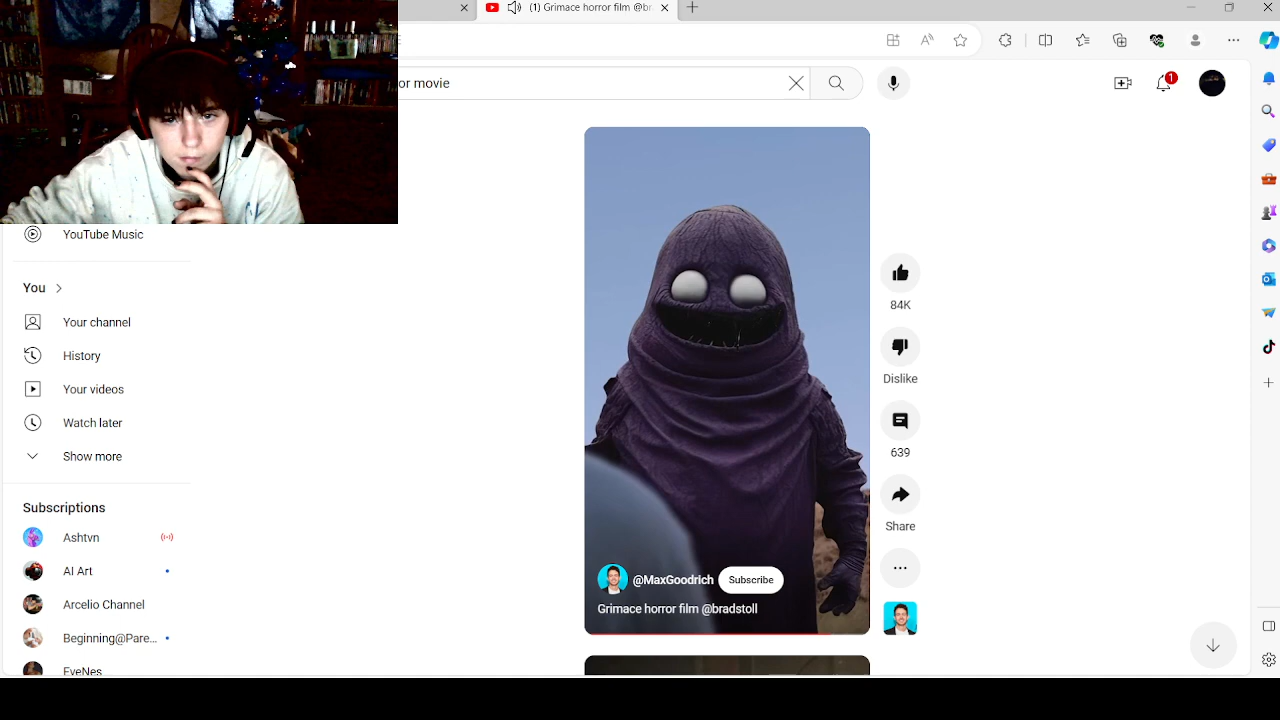 (1) Grimace horror film @br
or movie
1
YouTube Music
You
Your channel
History
Your videos
Watch later
Show more
Subscriptions
Ashtvn
AI Art
Arcelio Channel
Beginning@Pare...
EveNes
@MaxGoodrich
Subscribe
Grimace horror film @bradstoll
84K
Dislike
639
Share